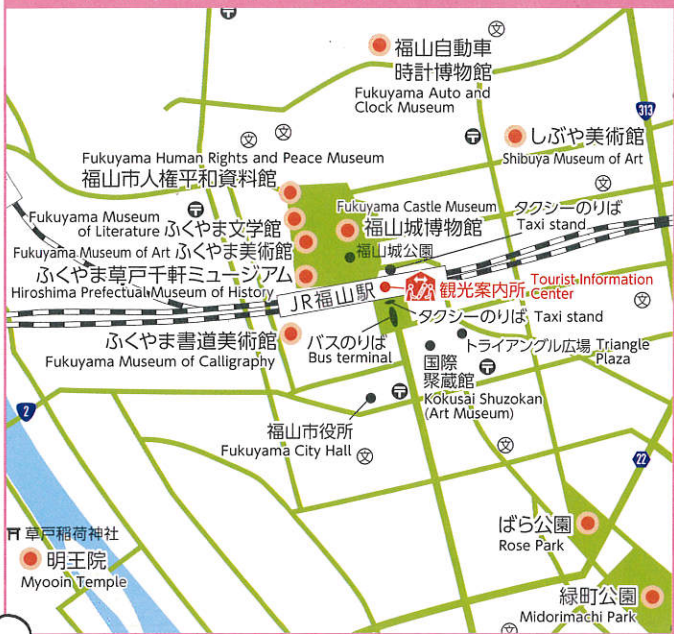 文
福山自動車
時計博物館
Fukuyama Auto and
Clock Museum
313
文
文
しぶや美術館
Shibuya Museum of Art
Fukuyama Human Rights and Peace Museum
福山市人権平和資料館
文
Fukuyama Museum
of Literature ふくやま文学館
Fukuyama Castle Museum
福山城博物館
タクシーのりば
Taxi stand
Fukuyama Museum of Art ふくやま美術館
福山城公園
ふくやま草戸千軒ミュージアム
Hiroshima Prefectual Museum of History
JR福山駅
観光案内所 Tourist Information
Center
文
タクシーのりば Taxi stand
ふくやま書道美術館
Fukuyama Museum of Calligraphy
バスのりば
Bus terminal
トライアングル広場 Triangle
Plaza
国際
聚蔵館
Kokusai Shuzokan
(Art Museum)
2
福山市役所
Fukuyama City Hall
文
文
22
草戸稲荷神社
明王院
Myooin Temple
ばら公園
Rose Park
緑町公園
Midorimachi Park
文